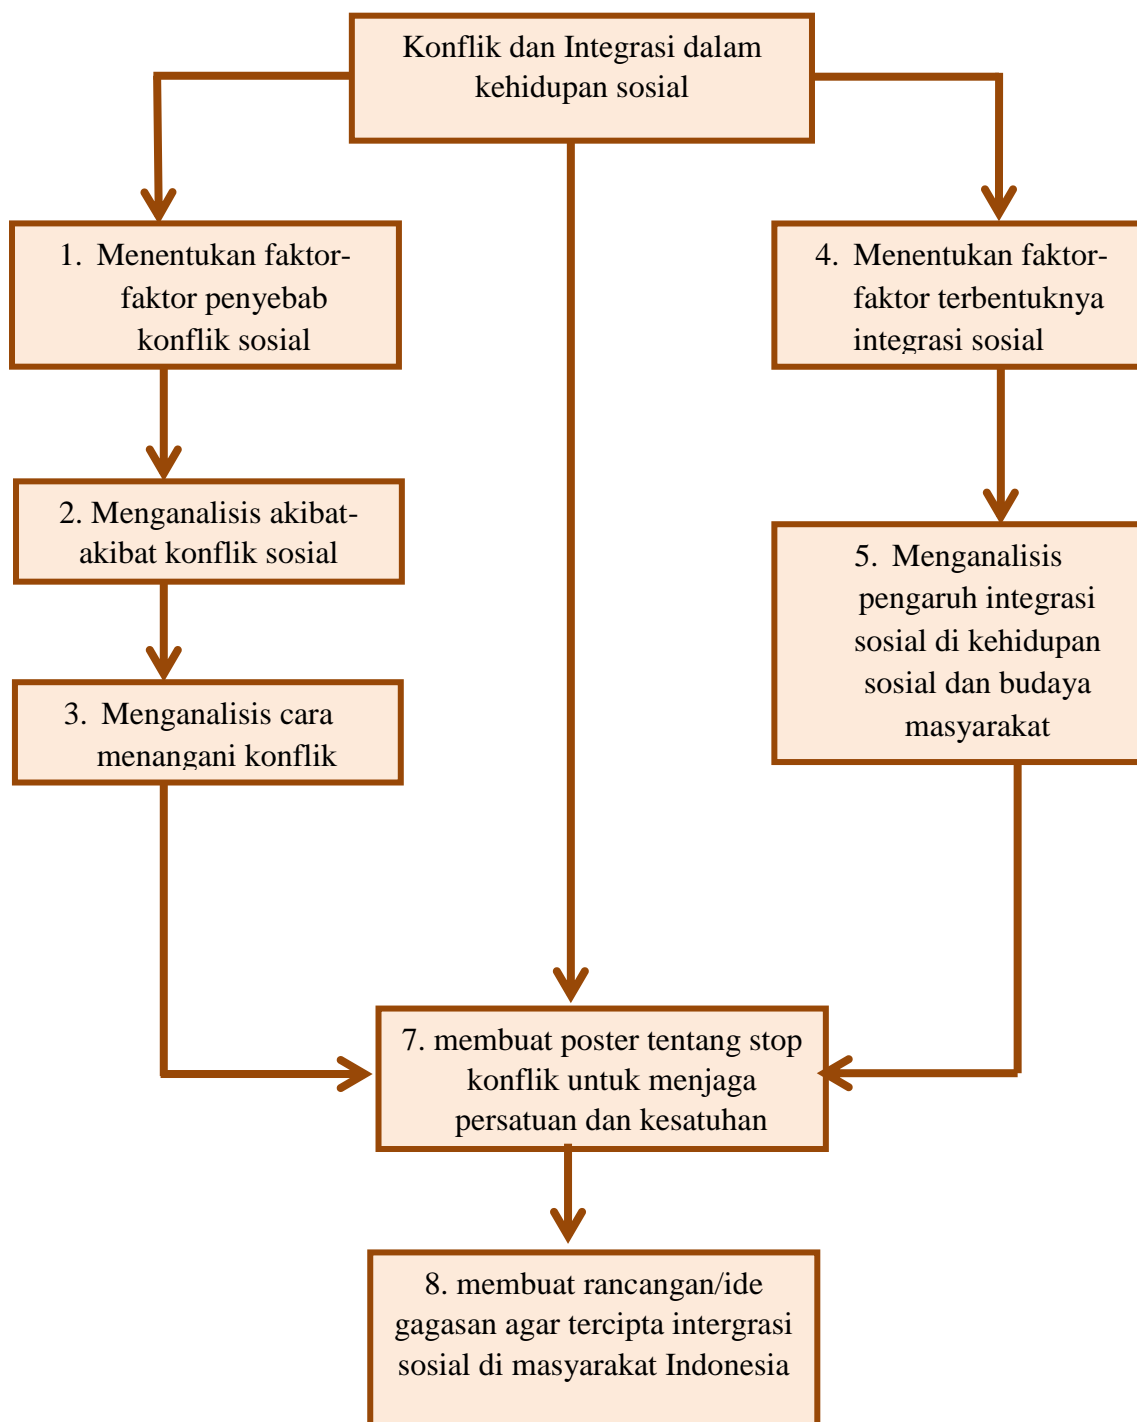 Konflik dan Integrasi dalam
kehidupan sosial
1. Menentukan faktor-
faktor penyebab
konflik sosial
2. Menganalisis akibat-
akibat konflik sosial
3. Menganalisis cara
menangani konflik
4. Menentukan faktor-
faktor terbentuknya
integrasi sosial
5. Menganalisis
pengaruh integrasi
sosial di kehidupan
sosial dan budaya
masyarakat
7. membuat poster tentang stop
konflik untuk menjaga
persatuan dan kesatuhan
8. membuat rancangan/ide
gagasan agar tercipta intergrasi
sosial di masyarakat Indonesia